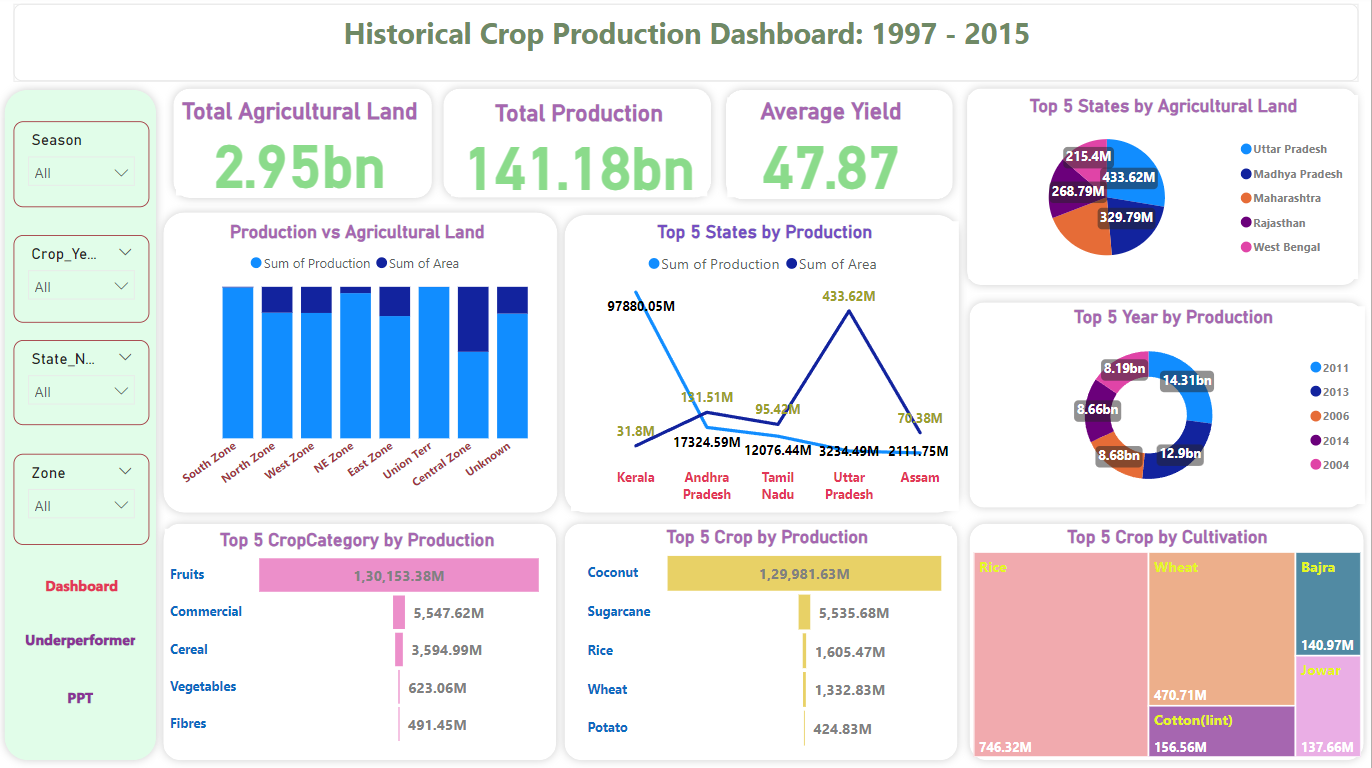 Historical Crop Production Dashboard: 1997 - 2015
Season
All
Crop_Ye...
All
State_N...
All
Zone
All
Dashboard
Underperformer
PPT
Total Agricultural Land
2.95bn
Total Production
141.18bn
Average Yield
47.87
Top 5 States by Agricultural Land
215.4M
433.62M
268.79M
329.79M
Uttar Pradesh
Madhya Pradesh
Maharashtra
Rajasthan
West Bengal
Production vs Agricultural Land
Sum of Production Sum of Area
South Zone
North Zone
West Zone
NE Zone
East Zone
Union Terr
Central Zone
Unknown
Top 5 States by Production
Sum of Production Sum of Area
433.62M
97880.05M
131.51M
95.42M
70.38M
31.8M
17324.59M
12076.44M
3234.49M
2111.75M
Kerala
Andhra
Pradesh
Tamil
Nadu
Uttar
Pradesh
Assam
Top 5 Year by Production
8.19bn
14.31bn
8.66bn
8.68bn
12.9bn
2011
2013
2006
2014
2004
Top 5 CropCategory by Production
Fruits 1,30,153.38M
Commercial 5,547.62M
Cereal 3,594.99M
Vegetables 623.06M
Fibres 491.45M
Top 5 Crop by Production
Coconut 1,29,981.63M
Sugarcane 5,535.68M
Rice 1,605.47M
Wheat 1,332.83M
Potato 424.83M
Top 5 Crop by Cultivation
Rice
746.32M
Wheat
470.71M
Cotton(lint)
156.56M
Bajra
140.97M
Jowar
137.66M